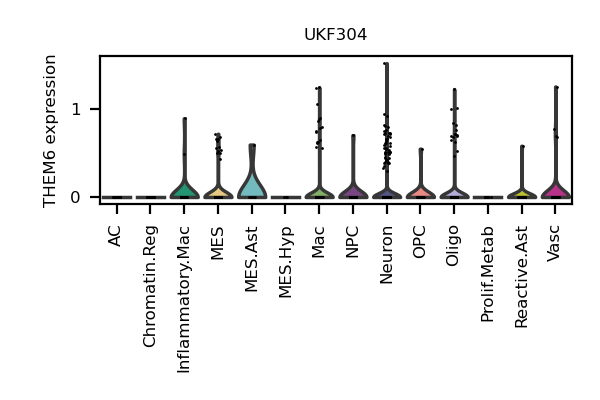 UKF304
THEM6 expression
1
0
AC
Chromatin.Reg
Inflammatory.Mac
MES
MES.Ast
MES.Hyp
Mac
NPC
Neuron
OPC
Oligo
Prolif.Metab
Reactive.Ast
Vasc